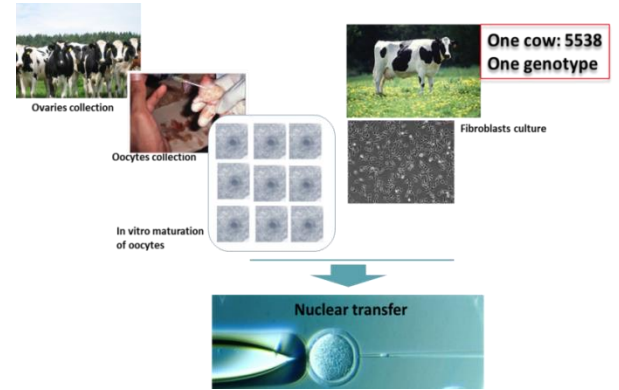 One cow: 5538
One genotype
Ovaries collection
Fibroblasts culture
Oocytes collection
In vitro maturation
of oocytes
Nuclear transfer